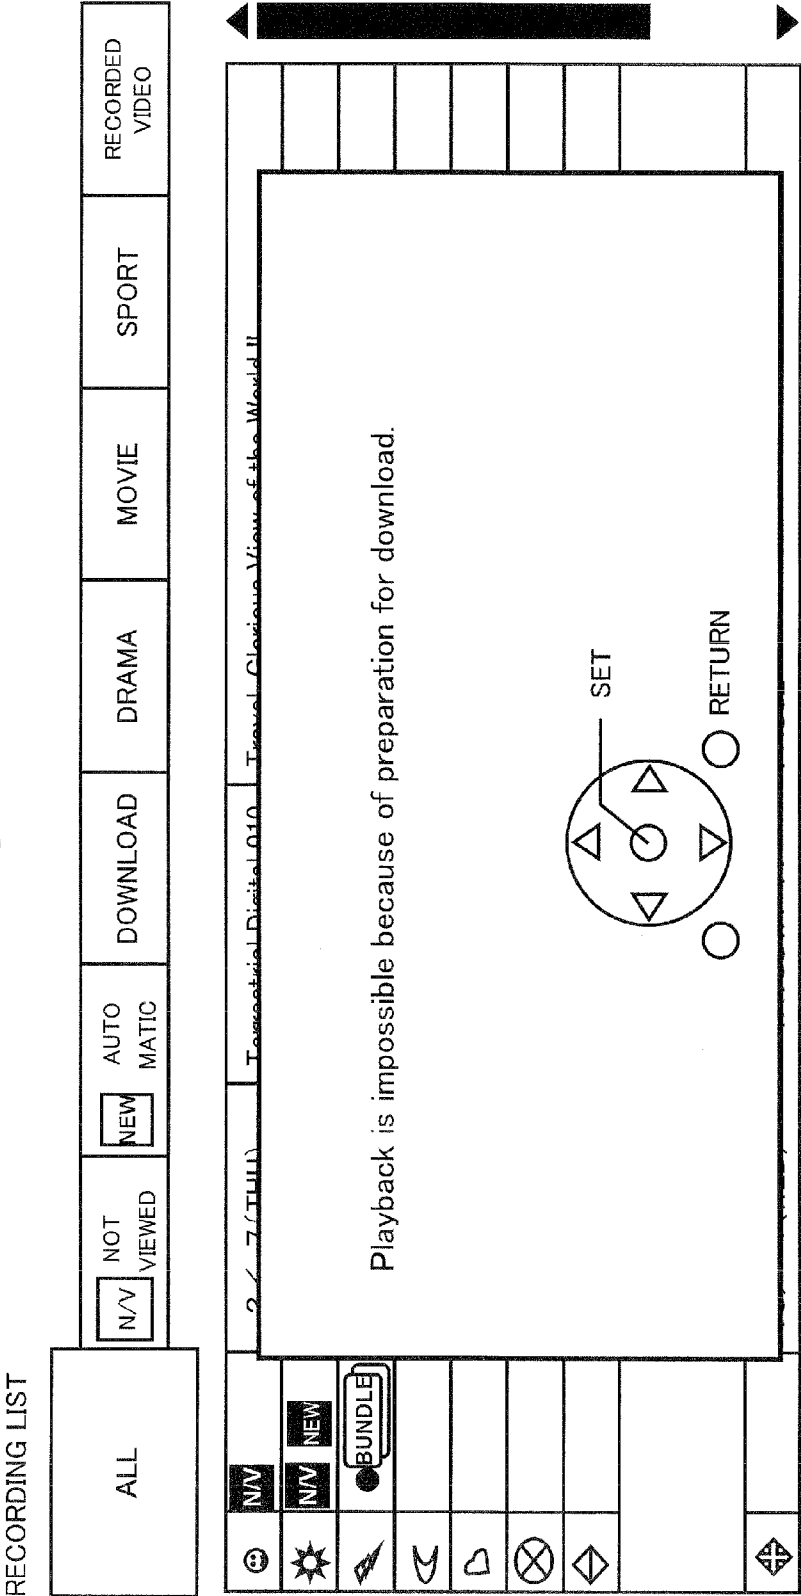 RECORDING LIST
ALL
N/V NOT
VIEWED
NEW AUTO
MATIC
DOWNLOAD
DRAMA
MOVIE
SPORT
RECORDED
VIDEO
N/V
N/V NEW
BUNDLE
Playback is impossible because of preparation for download.
SET
RETURN